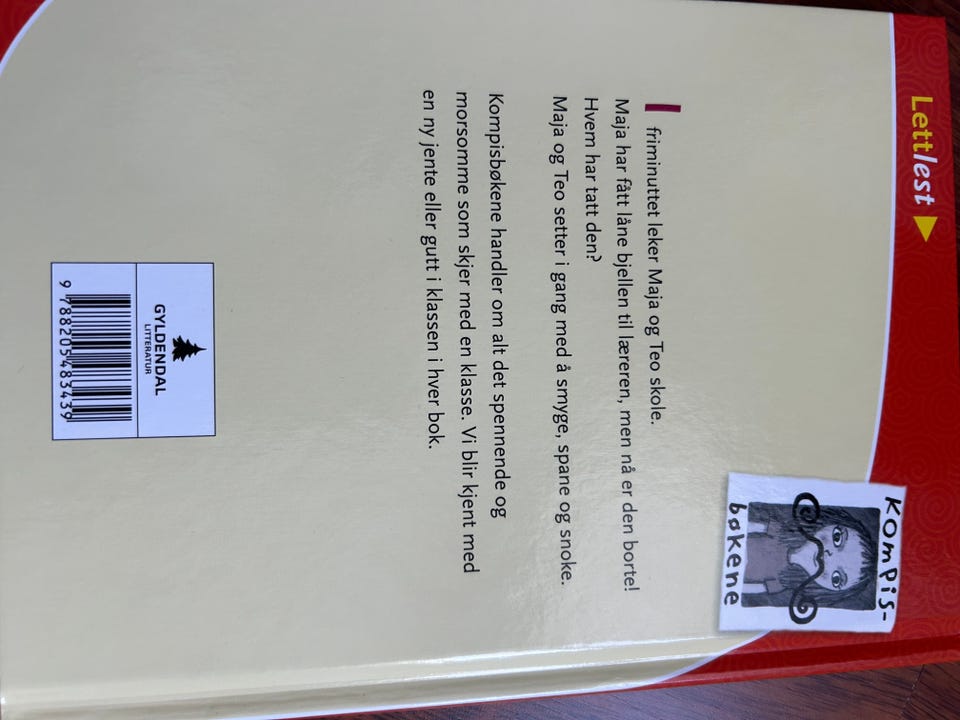 Lettlest
Kompis-
bøkene
I friminuttet leker Maja og Teo skole.
Maja har fått låne bjellen til læreren, men nå er den borte!
Hvem har tatt den?
Maja og Teo setter i gang med å smyge, spane og snoke.
Kompisbøkene handler om alt det spennende og
morsomme som skjer med en klasse. Vi blir kjent med
en ny jente eller gutt i klassen i hver bok.
GYLDENDAL
LITTERATUR
9 788205 483439